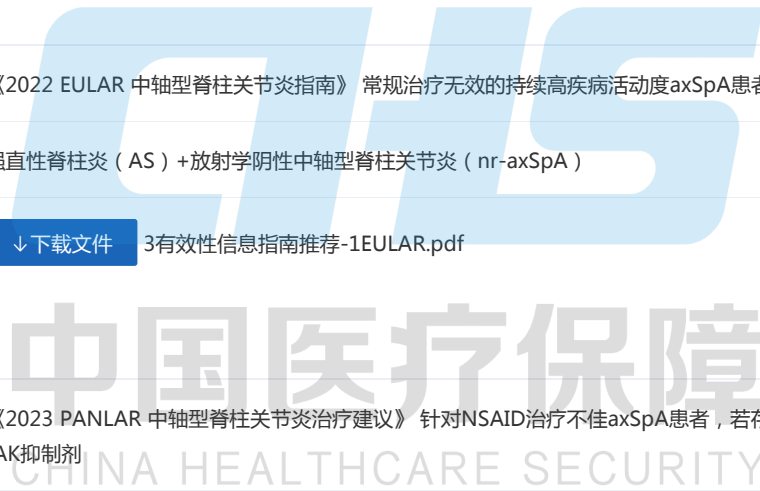 《2022 EULAR 中轴型脊柱关节炎指南》 常规治疗无效的持续高疾病活动度axSpA患者
强直性脊柱炎（AS）+放射学阴性中轴型脊柱关节炎（nr-axSpA）
↓下载文件 3有效性信息指南推荐-1EULAR.pdf
中国医疗保障
《2023 PANLAR 中轴型脊柱关节炎治疗建议》 针对NSAID治疗不佳axSpA患者，若存
AK抑制剂
CHINA HEALTHCARE SECURITY